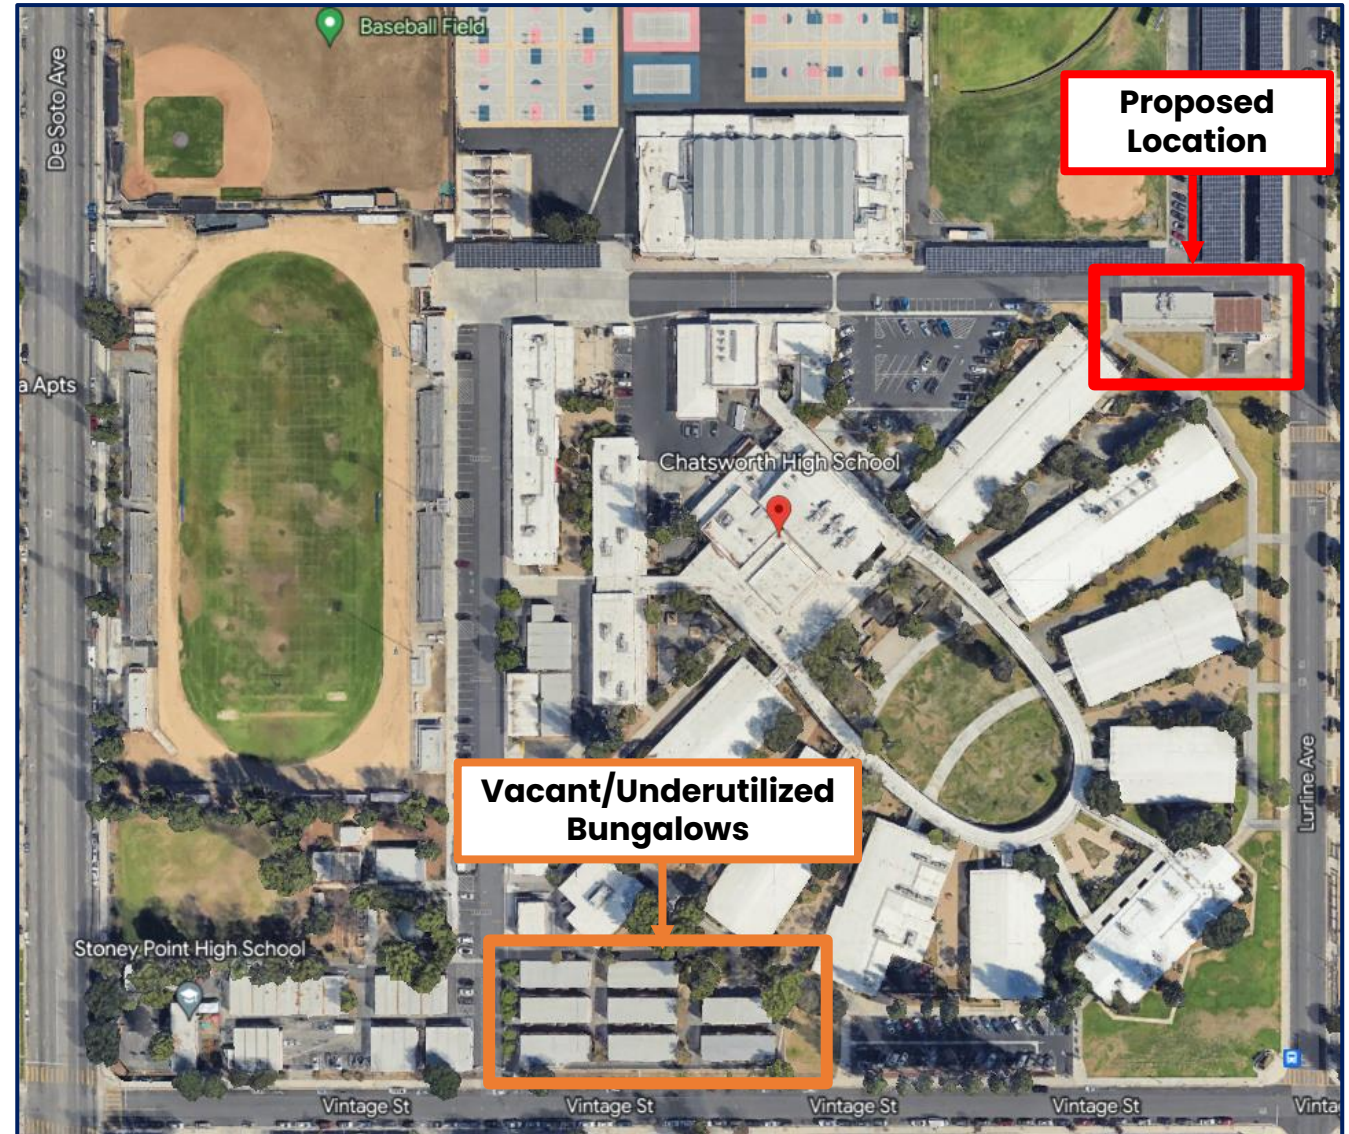 Baseball Field
De Soto Ave
Proposed
Location
a Apts
Chatsworth High School
Lurline Ave
Vacant/Underutilized
Bungalows
Stoney Point High School
Vintage St
Vintage St
Vintage St
Vintage St
Vinta